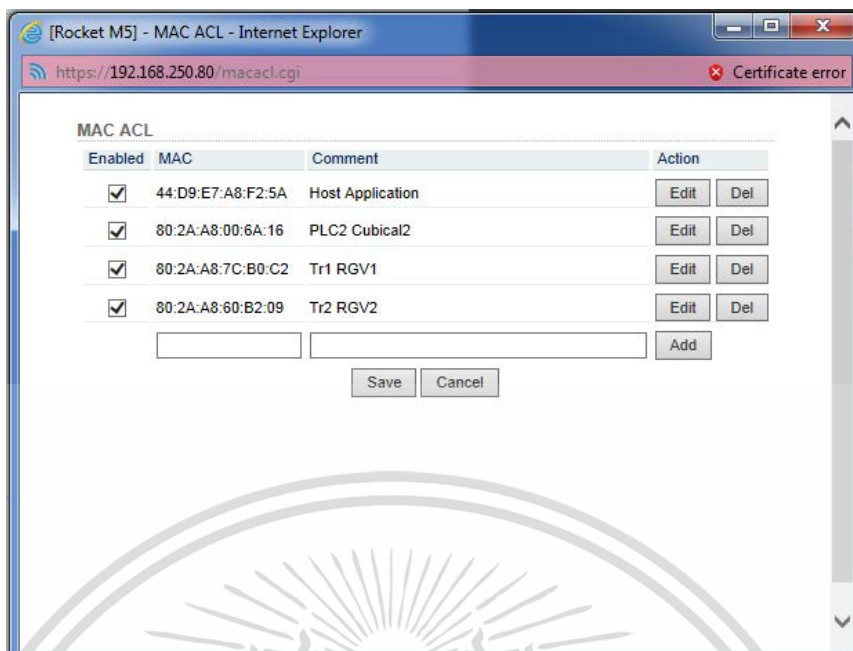 [Rocket M5] - MAC ACL - Internet Explorer
https://192.168.250.80/macacl.cgi Certificate error
MAC ACL
Enabled MAC Comment Action
44:D9:E7:A8:F2:5A Host Application Edit Del
80:2A:A8:00:6A:16 PLC2 Cubical2 Edit Del
80:2A:A8:7C:B0:C2 Tr1 RGV1 Edit Del
80:2A:A8:60:B2:09 Tr2 RGV2 Edit Del
Add
Save Cancel